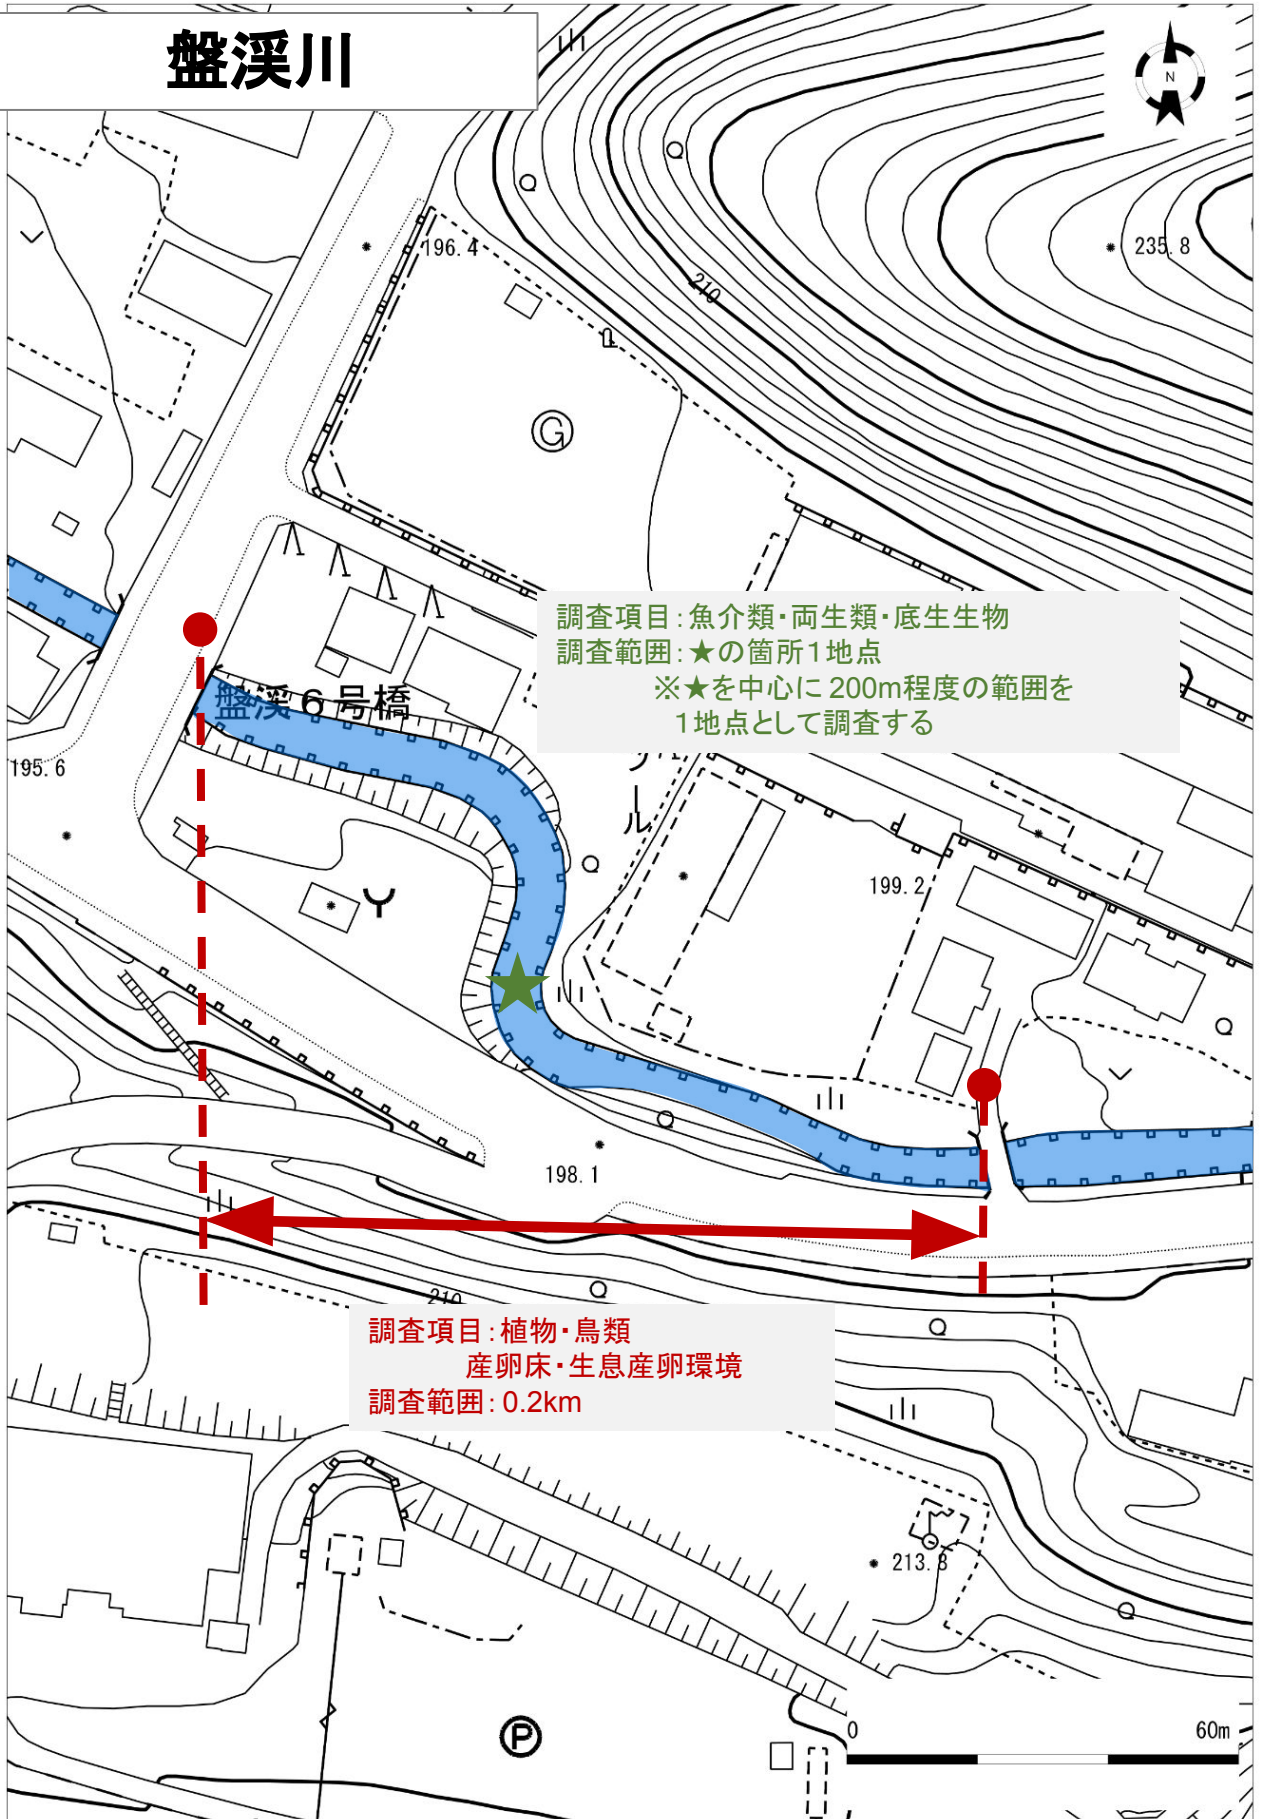 盤渓川
N
196.4
235.8
210
G
調査項目:魚介類・両生類・底生生物
調査範囲:★の箇所1地点
※★を中心に200m程度の範囲を
1地点として調査する
盤渓6号橋
195.6
ール
199.2
198.1
210
調査項目:植物・鳥類
産卵床・生息産卵環境
調査範囲:0.2km
213.8
P
0 60m